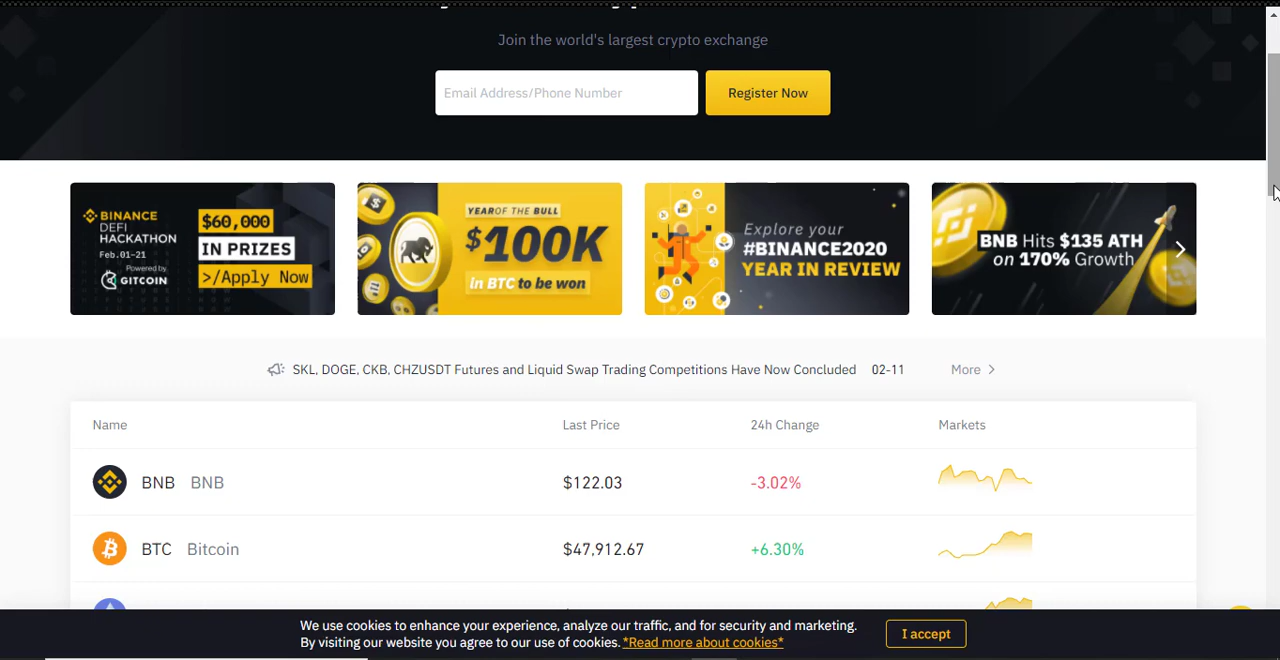 Join the world's largest crypto exchange
Email Address/Phone Number
Register Now
BINANCE
DEFI
HACKATHON
Feb.01-21
Powered by
GITCOIN
$60,000
IN PRIZES
>/Apply Now
YEAR OF THE BULL
$100K
in BTC to be won
Explore your
#BINANCE2020
YEAR IN REVIEW
BNB Hits $135 ATH
on 170% Growth
SKL, DOGE, CKB, CHZUSDT Futures and Liquid Swap Trading Competitions Have Now Concluded 02-11 More
Name Last Price 24h Change Markets
BNB BNB $122.03 -3.02%
BTC Bitcoin $47,912.67 +6.30%
We use cookies to enhance your experience, analyze our traffic, and for security and marketing.
By visiting our website you agree to our use of cookies. *Read more about cookies*
I accept